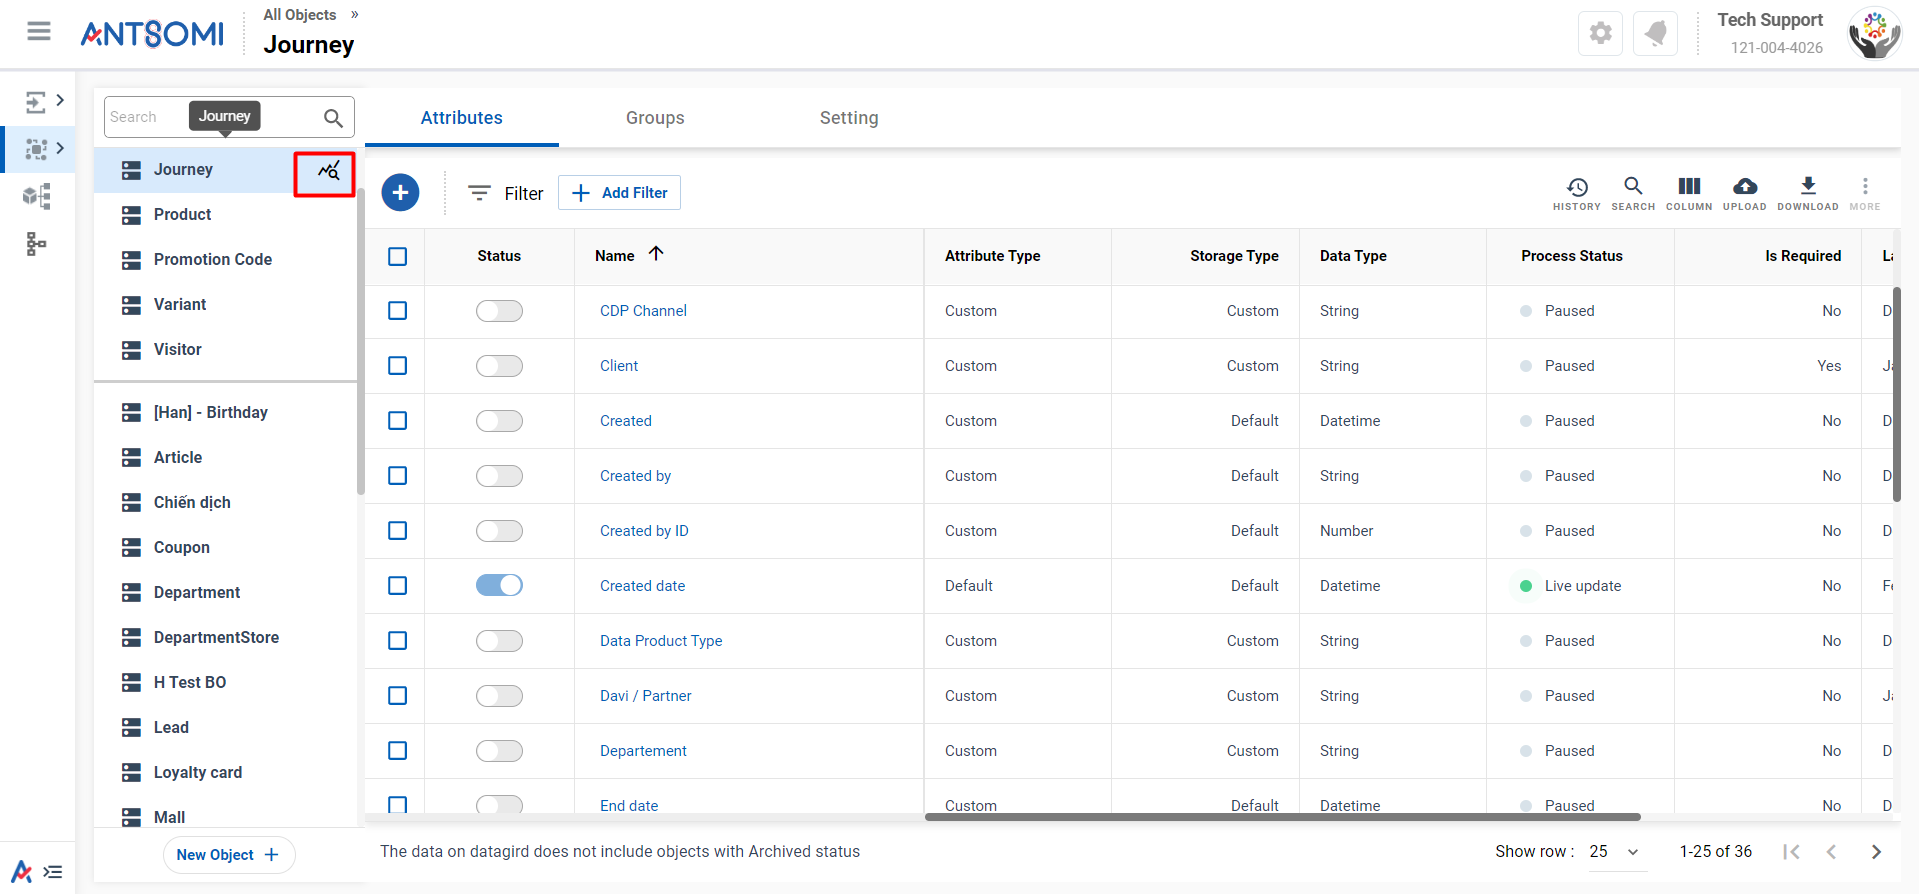 ANTSOMI
All Objects »
Journey
Tech Support
121-004-4026
Search
Journey
Journey
Product
Promotion Code
Variant
Visitor
[Han] - Birthday
Article
Chiến dịch
Coupon
Department
DepartmentStore
H Test BO
Lead
Loyalty card
Mall
New Object +
Attributes Groups Setting
Filter + Add Filter
HISTORY SEARCH COLUMN UPLOAD DOWNLOAD MORE
Status Name Attribute Type Storage Type Data Type Process Status Is Required
CDP Channel Custom Custom String Paused No D
Client Custom Custom String Paused Yes
Created Custom Default Datetime Paused No D
Created by Custom Default String Paused No D
Created by ID Custom Default Number Paused No D
Created date Default Default Datetime Live update No
Data Product Type Custom Custom String Paused No D
Davi / Partner Custom Custom String Paused No
Departement Custom Custom String Paused No D
End date Custom Default Datetime Paused No D
The data on datagird does not include objects with Archived status
Show row : 25 1-25 of 36